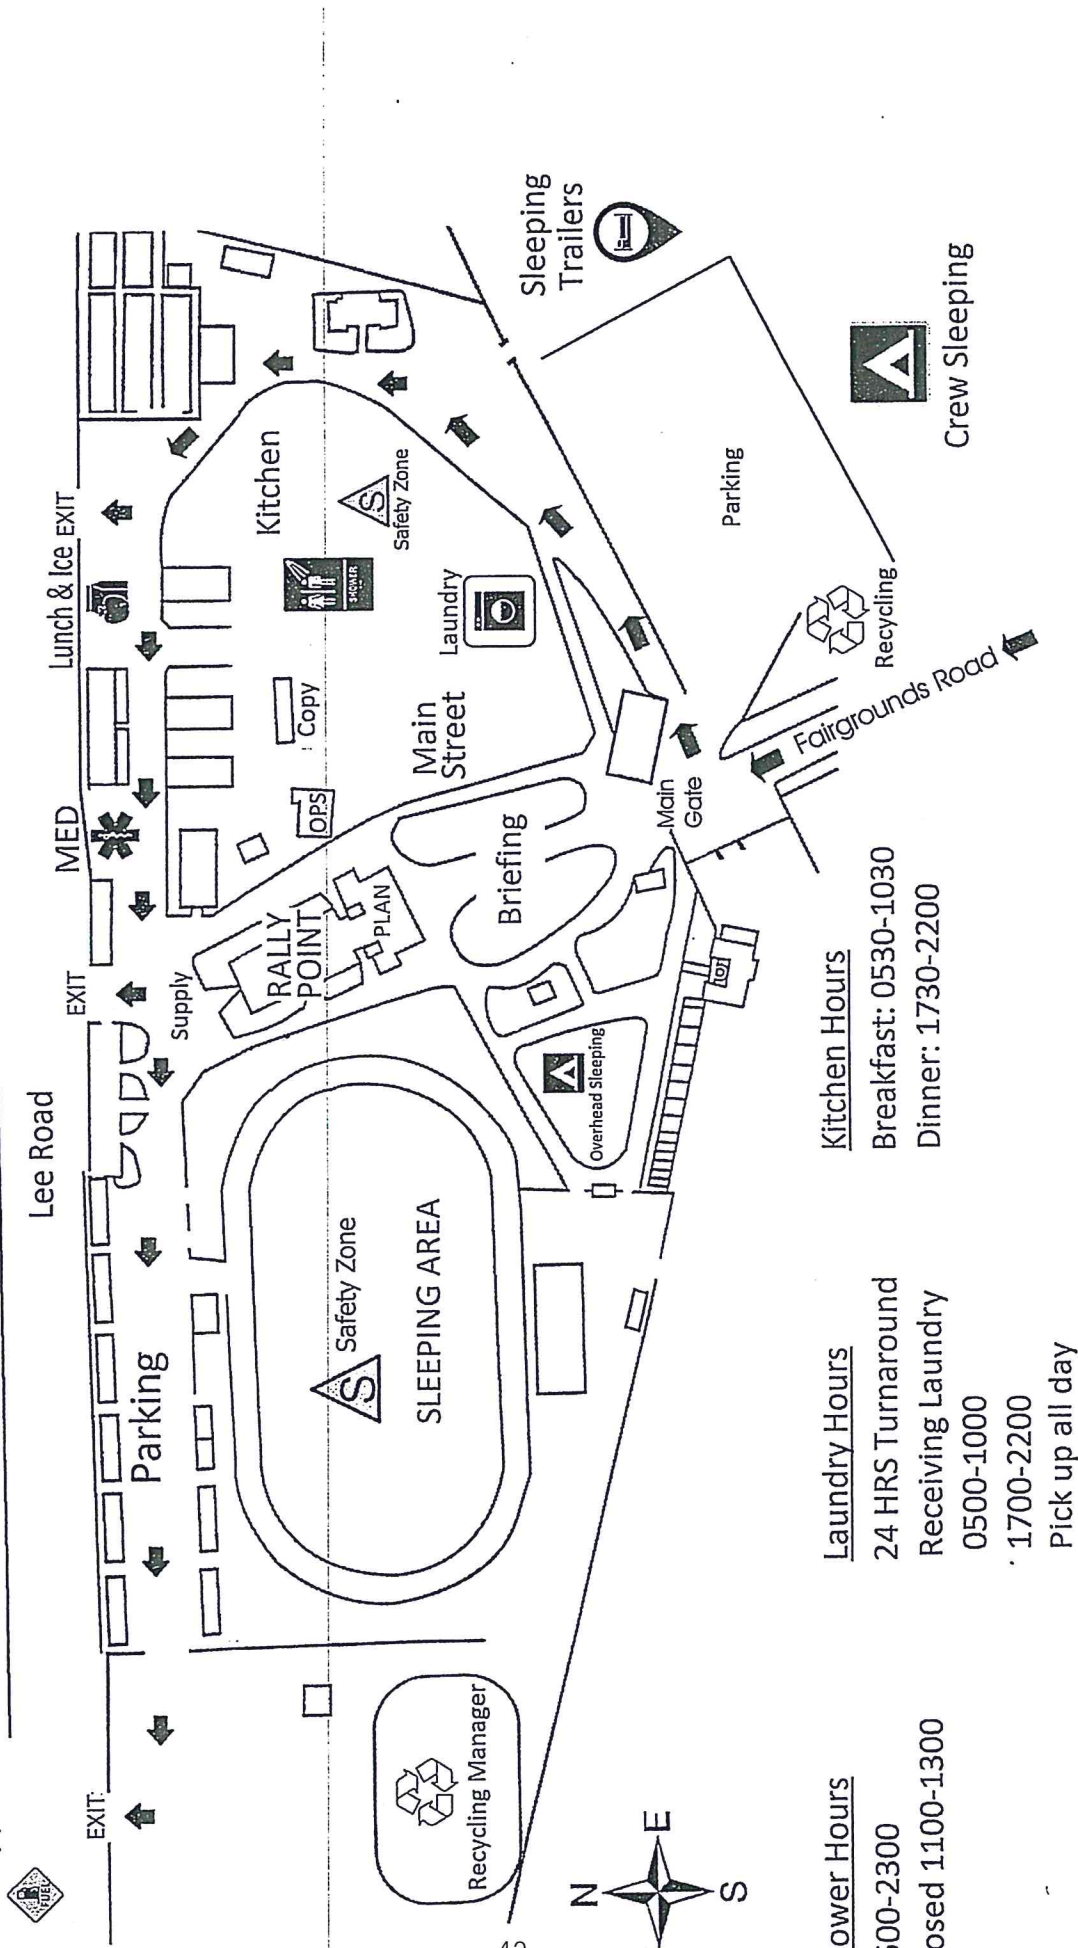 FUEL
Lee Road
EXIT
EXIT
MED
Lunch & Ice
EXIT
Parking
Supply
RALLY
POINT
PLAN
OPS
Copy
SHOWER
Kitchen
S
Safety Zone
S
Safety Zone
SLEEPING AREA
Main
Street
Laundry
Briefing
Overhead Sleeping
Main
Gate
Sleeping
Trailers
Parking
Recycling
Fairgrounds Road
Crew Sleeping
Recycling Manager
N
E
S
ower Hours
00-2300
osed 1100-1300
Laundry Hours
24 HRS Turnaround
Receiving Laundry
0500-1000
1700-2200
Pick up all day
Kitchen Hours
Breakfast: 0530-1030
Dinner: 1730-2200